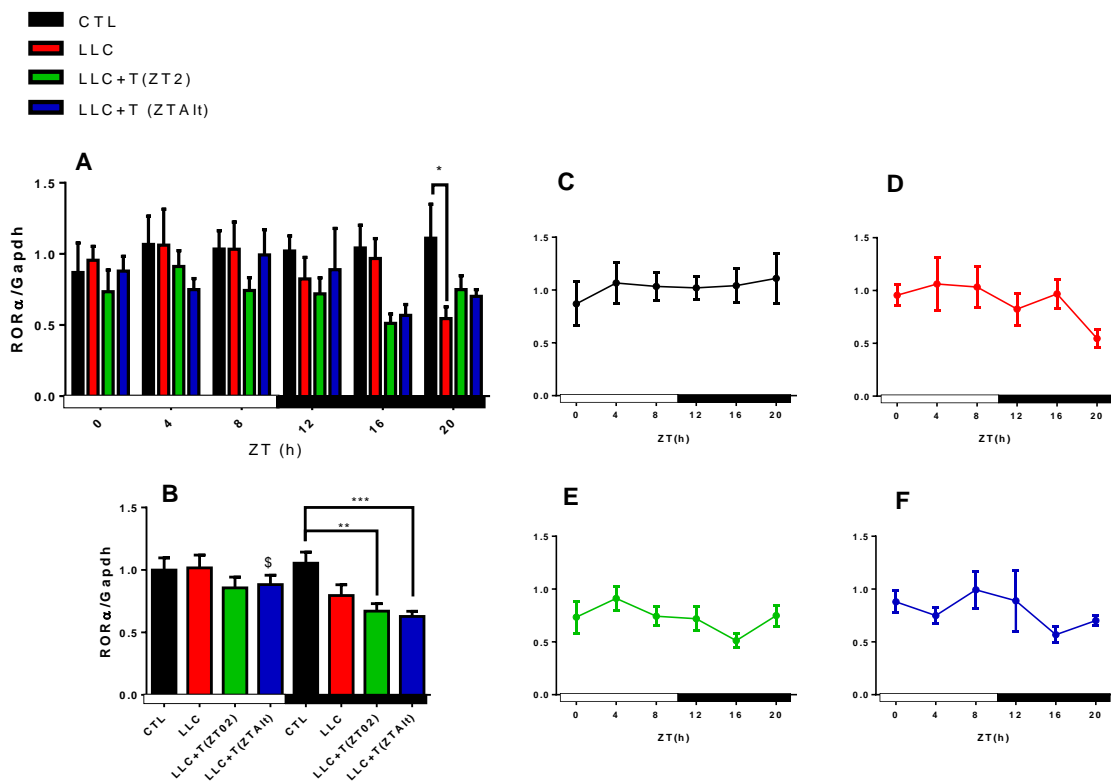 CTL
LLC
LLC+T(ZT2)
LLC+T (ZTAlt)
A
*
1.5
1.0
0.5
0.0
RORα/Gapdh
0 4 8 12 16 20
ZT (h)
B
***
**
$
1.5
1.0
0.5
0.0
RORα/Gapdh
CTL LLC LLC+T(ZT02) LLC+T(ZTAlt) CTL LLC LLC+T(ZT02) LLC+T(ZTAlt)
C
1.5
1.0
0.5
0.0
0 4 8 12 16 20
ZT(h)
D
1.5
1.0
0.5
0.0
0 4 8 12 16 20
ZT(h)
E
1.5
1.0
0.5
0.0
0 4 8 12 16 20
ZT(h)
F
1.5
1.0
0.5
0.0
0 4 8 12 16 20
ZT(h)